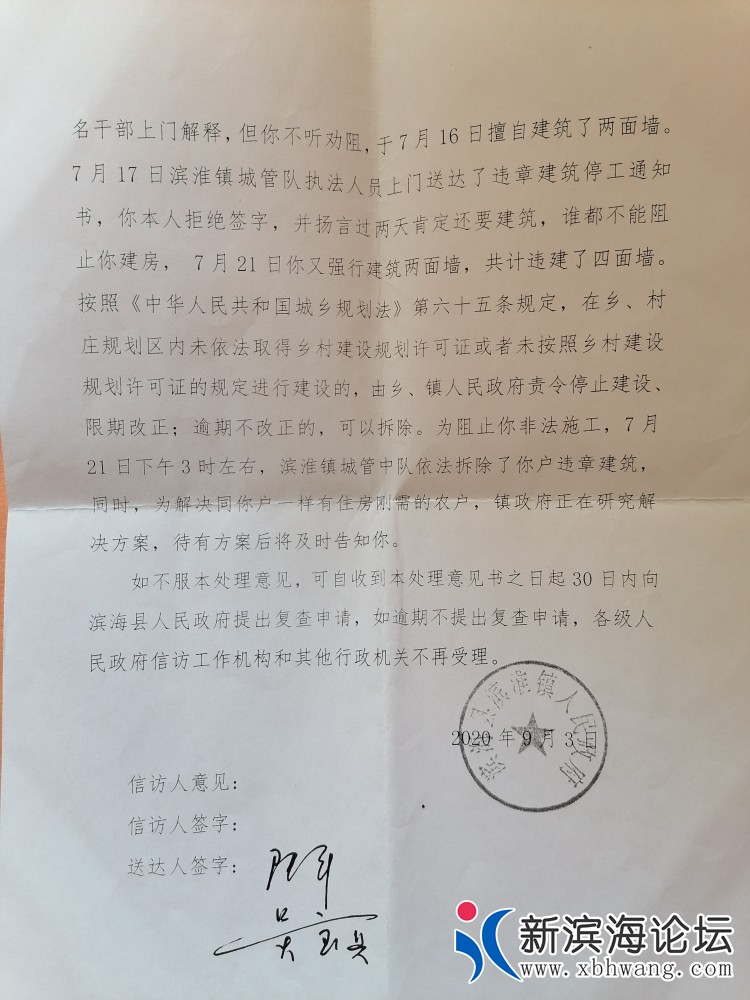 名干部上门解释，但你不听劝阻，于7月16日擅自建筑了两面墙。
7月17日滨淮镇城管队执法人员上门送达了违章建筑停工通知
书，你本人拒绝签字，并扬言过两天肯定还要建筑，谁都不能阻
止你建房， 7月21日你又强行建筑两面墙，共计违建了四面墙。
按照《中华人民共和国城乡规划法》第六十五条规定，在乡、村
庄规划区内未依法取得乡村建设规划许可证或者未按照乡村建设
规划许可证的规定进行建设的，由乡、镇人民政府责令停止建设、
限期改正；逾期不改正的，可以拆除。为阻止你非法施工，7月
21日下午3时左右，滨淮镇城管中队依法拆除了你户违章建筑，
同时，为解决同你户一样有住房刚需的农户，镇政府正在研究解
决方案，待有方案后将及时告知你。
如不服本处理意见，可自收到本处理意见书之日起30日内向
滨海县人民政府提出复查申请，如逾期不提出复查申请，各级人
民政府信访工作机构和其他行政机关不再受理。
滨海县滨淮镇人民政府
2020年9月3日
信访人意见：
信访人签字：
送达人签字：
新滨海论坛
www.xbhwang.com